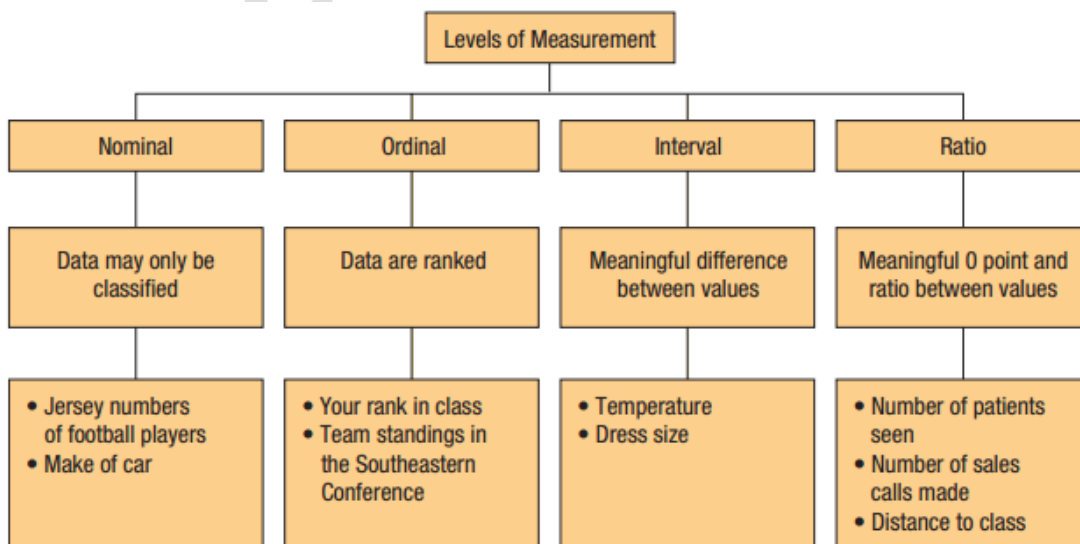 Levels of Measurement
Nominal
Ordinal
Interval
Ratio
Data may only be
classified
Data are ranked
Meaningful difference
between values
Meaningful 0 point and
ratio between values
• Jersey numbers
of football players
• Make of car
• Your rank in class
• Team standings in
the Southeastern
Conference
• Temperature
• Dress size
• Number of patients
seen
• Number of sales
calls made
• Distance to class